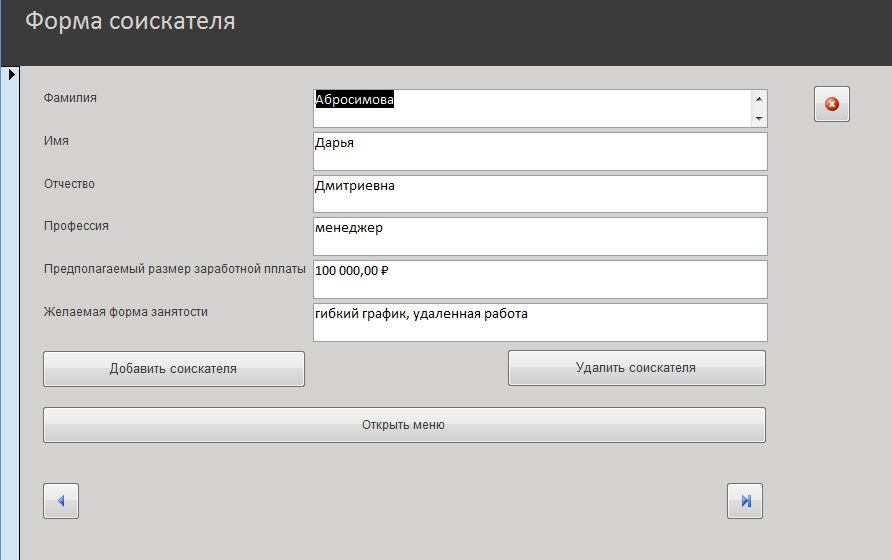 Форма соискателя
Фамилия
Абросимова
Имя
Дарья
Отчество
Дмитриевна
Профессия
менеджер
Предполагаемый размер заработной пплаты
100 000,00 ₽
Желаемая форма занятости
гибкий график, удаленная работа
Добавить соискателя
Удалить соискателя
Открыть меню